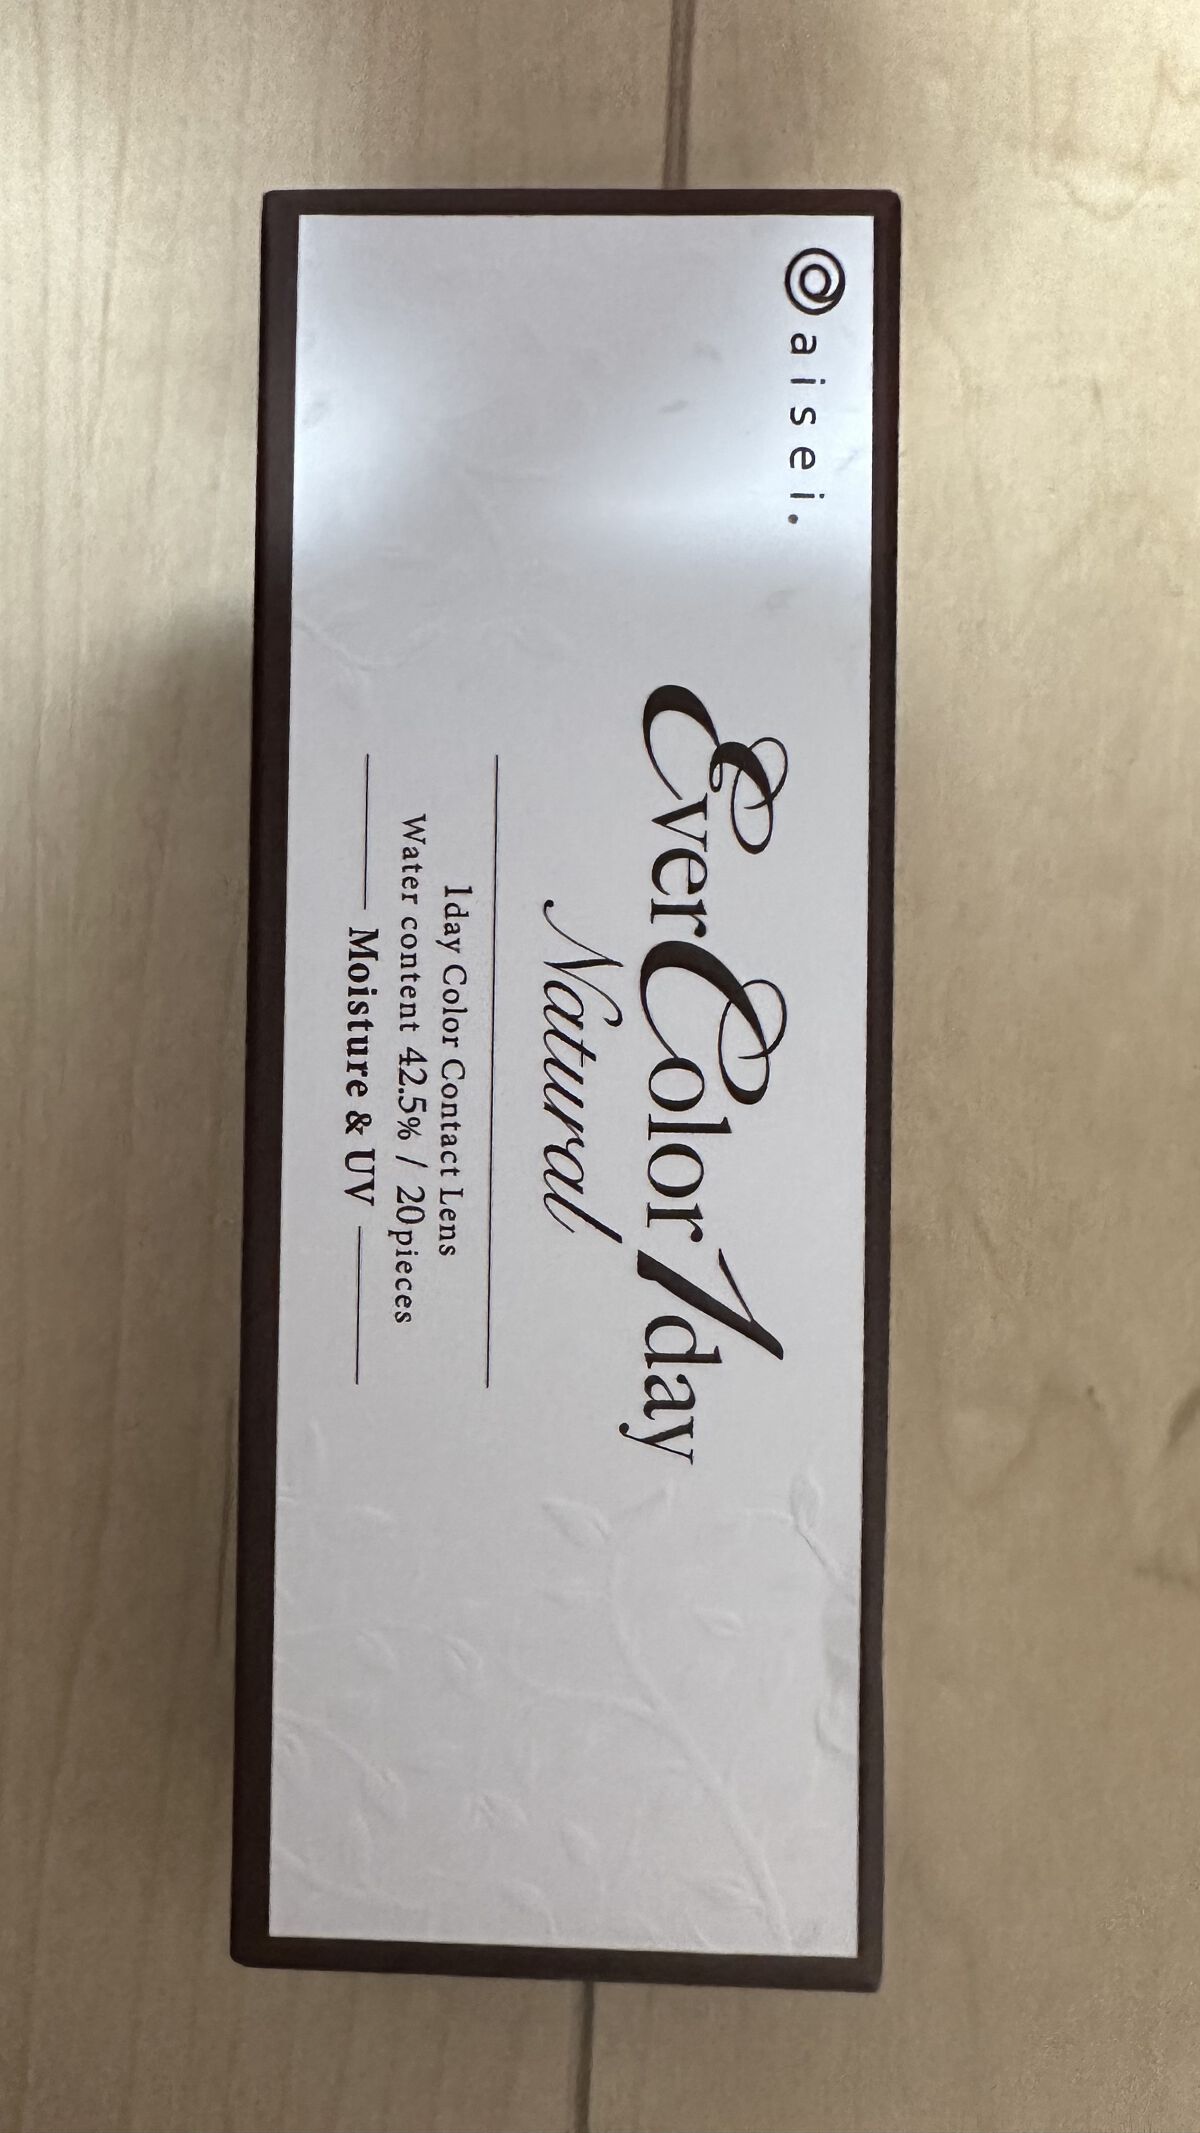 @aisei.
EverColor1day
Natural
1day Color Contact Lens
Water content 42.5% / 20pieces
Moisture & UV